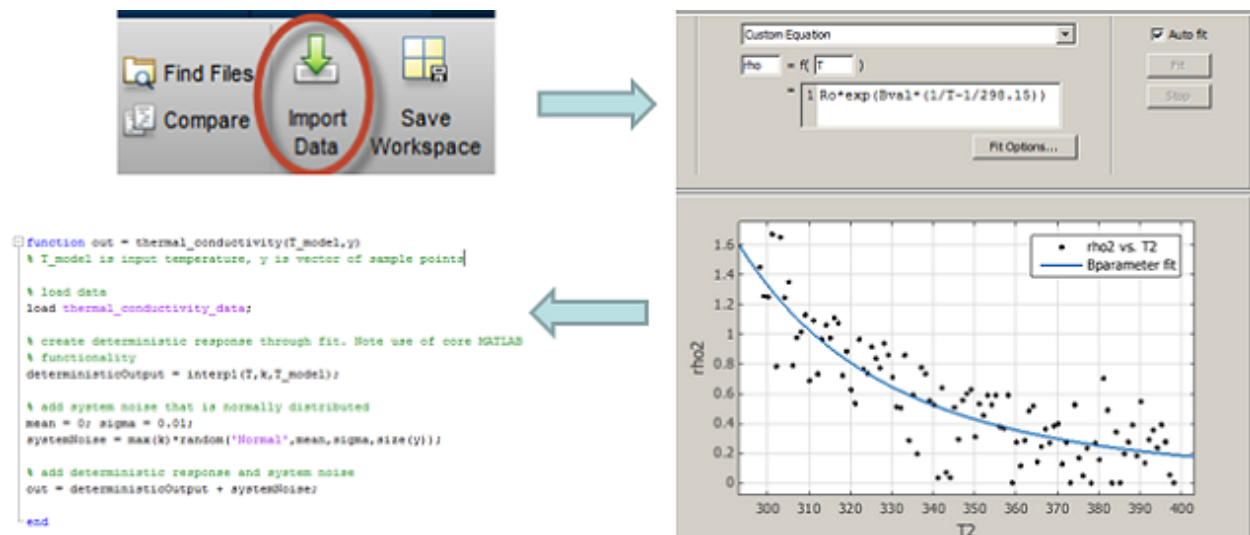 Find Files
Compare
Import
Data
Save
Workspace
Custom Equation
Auto fit
rho = f( T )
= 1 Ro*exp(Bval*(1/T-1/298.15))
Fit
Stop
Fit Options...
function out = thermal_conductivity(T_model,y)
% T_model is input temperature, y is vector of sample points
% load data
load thermal_conductivity_data;
% create deterministic response through fit. Note use of core MATLAB
% functionality
deterministicOutput = interp1(T,k,T_model);
% add system noise that is normally distributed
mean = 0; sigma = 0.01;
systemNoise = max(k)*random('Normal',mean,sigma,size(y));
% add deterministic response and system noise
out = deterministicOutput + systemNoise;
end
rho2 vs. T2
Bparameter fit
1.6
1.4
1.2
1
0.8
0.6
0.4
0.2
0
rho2
300 310 320 330 340 350 360 370 380 390 400
T2